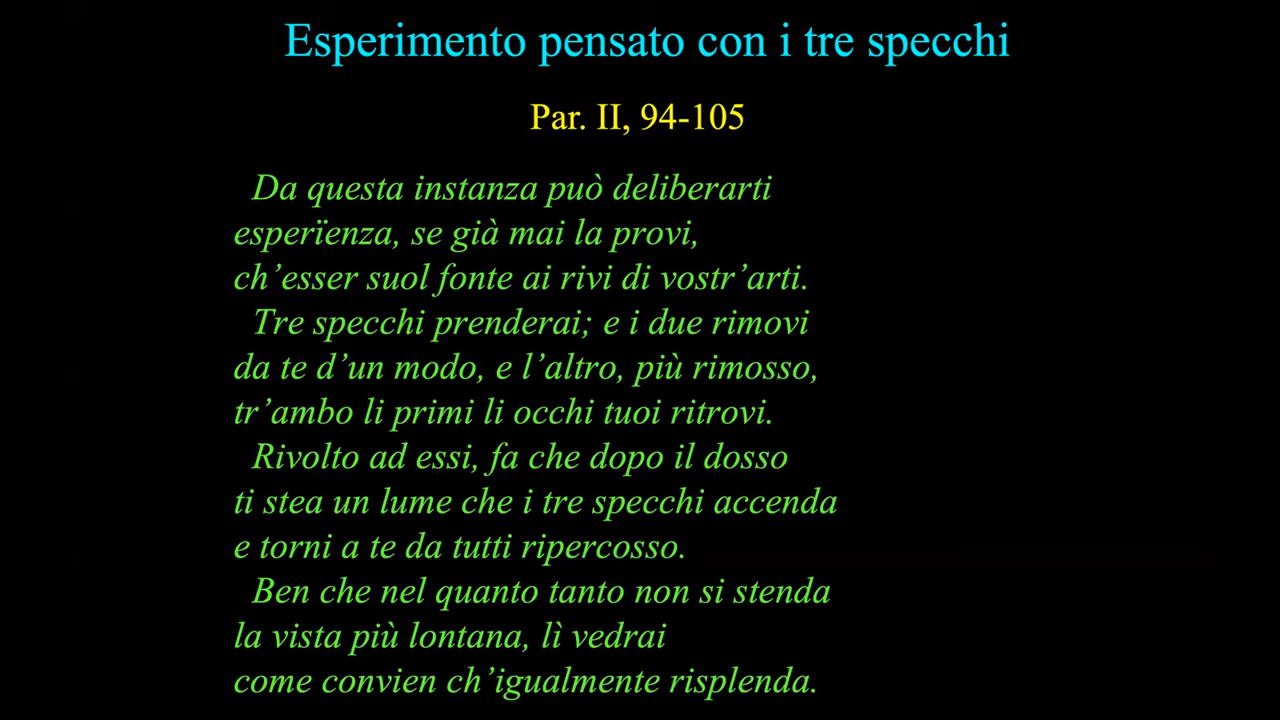 Esperimento pensato con i tre specchi
Par. II, 94-105
Da questa instanza può deliberarti
esperïenza, se già mai la provi,
ch’esser suol fonte ai rivi di vostr’arti.
Tre specchi prenderai; e i due rimovi
da te d’un modo, e l’altro, più rimosso,
tr’ambo li primi li occhi tuoi ritrovi.
Rivolto ad essi, fa che dopo il dosso
ti stea un lume che i tre specchi accenda
e torni a te da tutti ripercosso.
Ben che nel quanto tanto non si stenda
la vista più lontana, lì vedrai
come convien ch’igualmente risplenda.